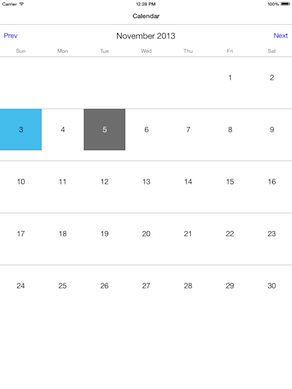 Carrier 12:28 PM 100%
Calendar
Prev November 2013 Next
Sun Mon Tue Wed Thu Fri Sat
1 2
3 4 5 6 7 8 9
10 11 12 13 14 15 16
17 18 19 20 21 22 23
24 25 26 27 28 29 30